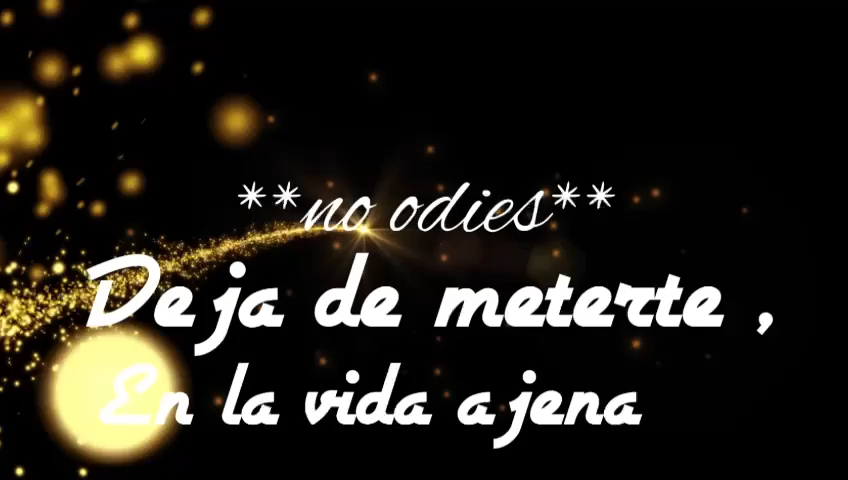 **no odies**
Deja de meterte ,
En la vida ajena